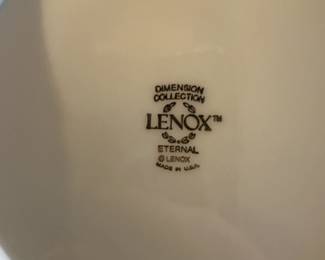 DIMENSION
COLLECTION
LENOX™
ETERNAL
© LENOX
MADE IN U.S.A.